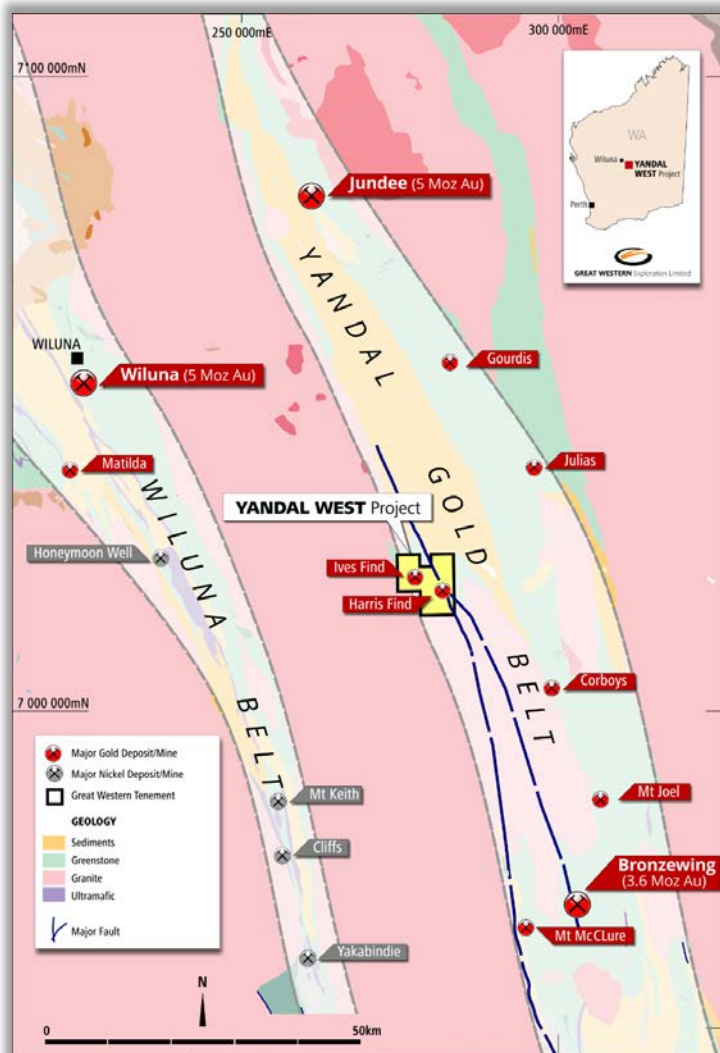 250 000mE
300 000mE
7100 000mN
WA
Wiluna
YANDAL
WEST Project
Perth
GREAT WESTERN Exploration Limited
Jundee (5 Moz Au)
YANDAL GOLD BELT
WILUNA
Gourdis
Wiluna (5 Moz Au)
Matilda
Julias
WILUNA BELT
YANDAL WEST Project
Honeymoon Well
Ives Find
Harris Find
Corboys
7 000 000mN
Major Gold Deposit/Mine
Major Nickel Deposit/Mine
Great Western Tenement
GEOLOGY
Sediments
Greenstone
Granite
Ultramafic
Major Fault
Mt Keith
Mt Joel
Cliffs
Bronzewing
(3.6 Moz Au)
Mt McCLure
Yakabindie
N
0
50km